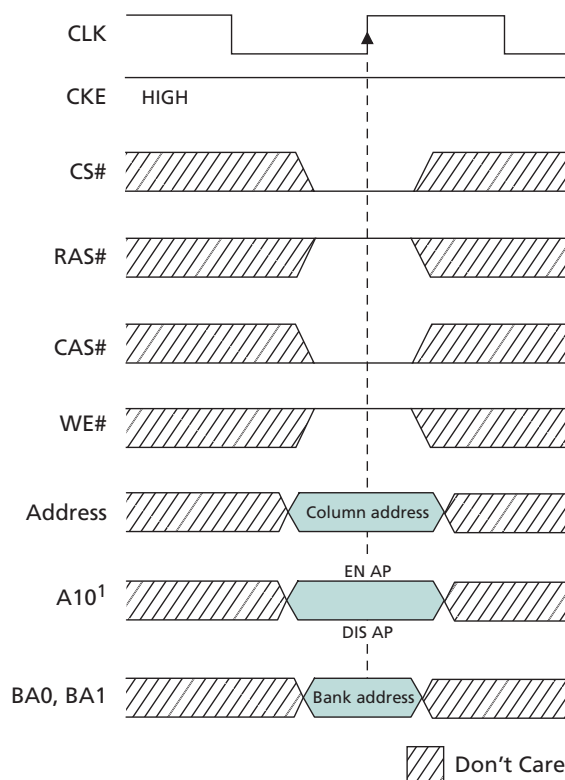 CLK
CKE
HIGH
CS#
RAS#
CAS#
WE#
Address
Column address
EN AP
A10¹
DIS AP
BA0, BA1
Bank address
Don't Care